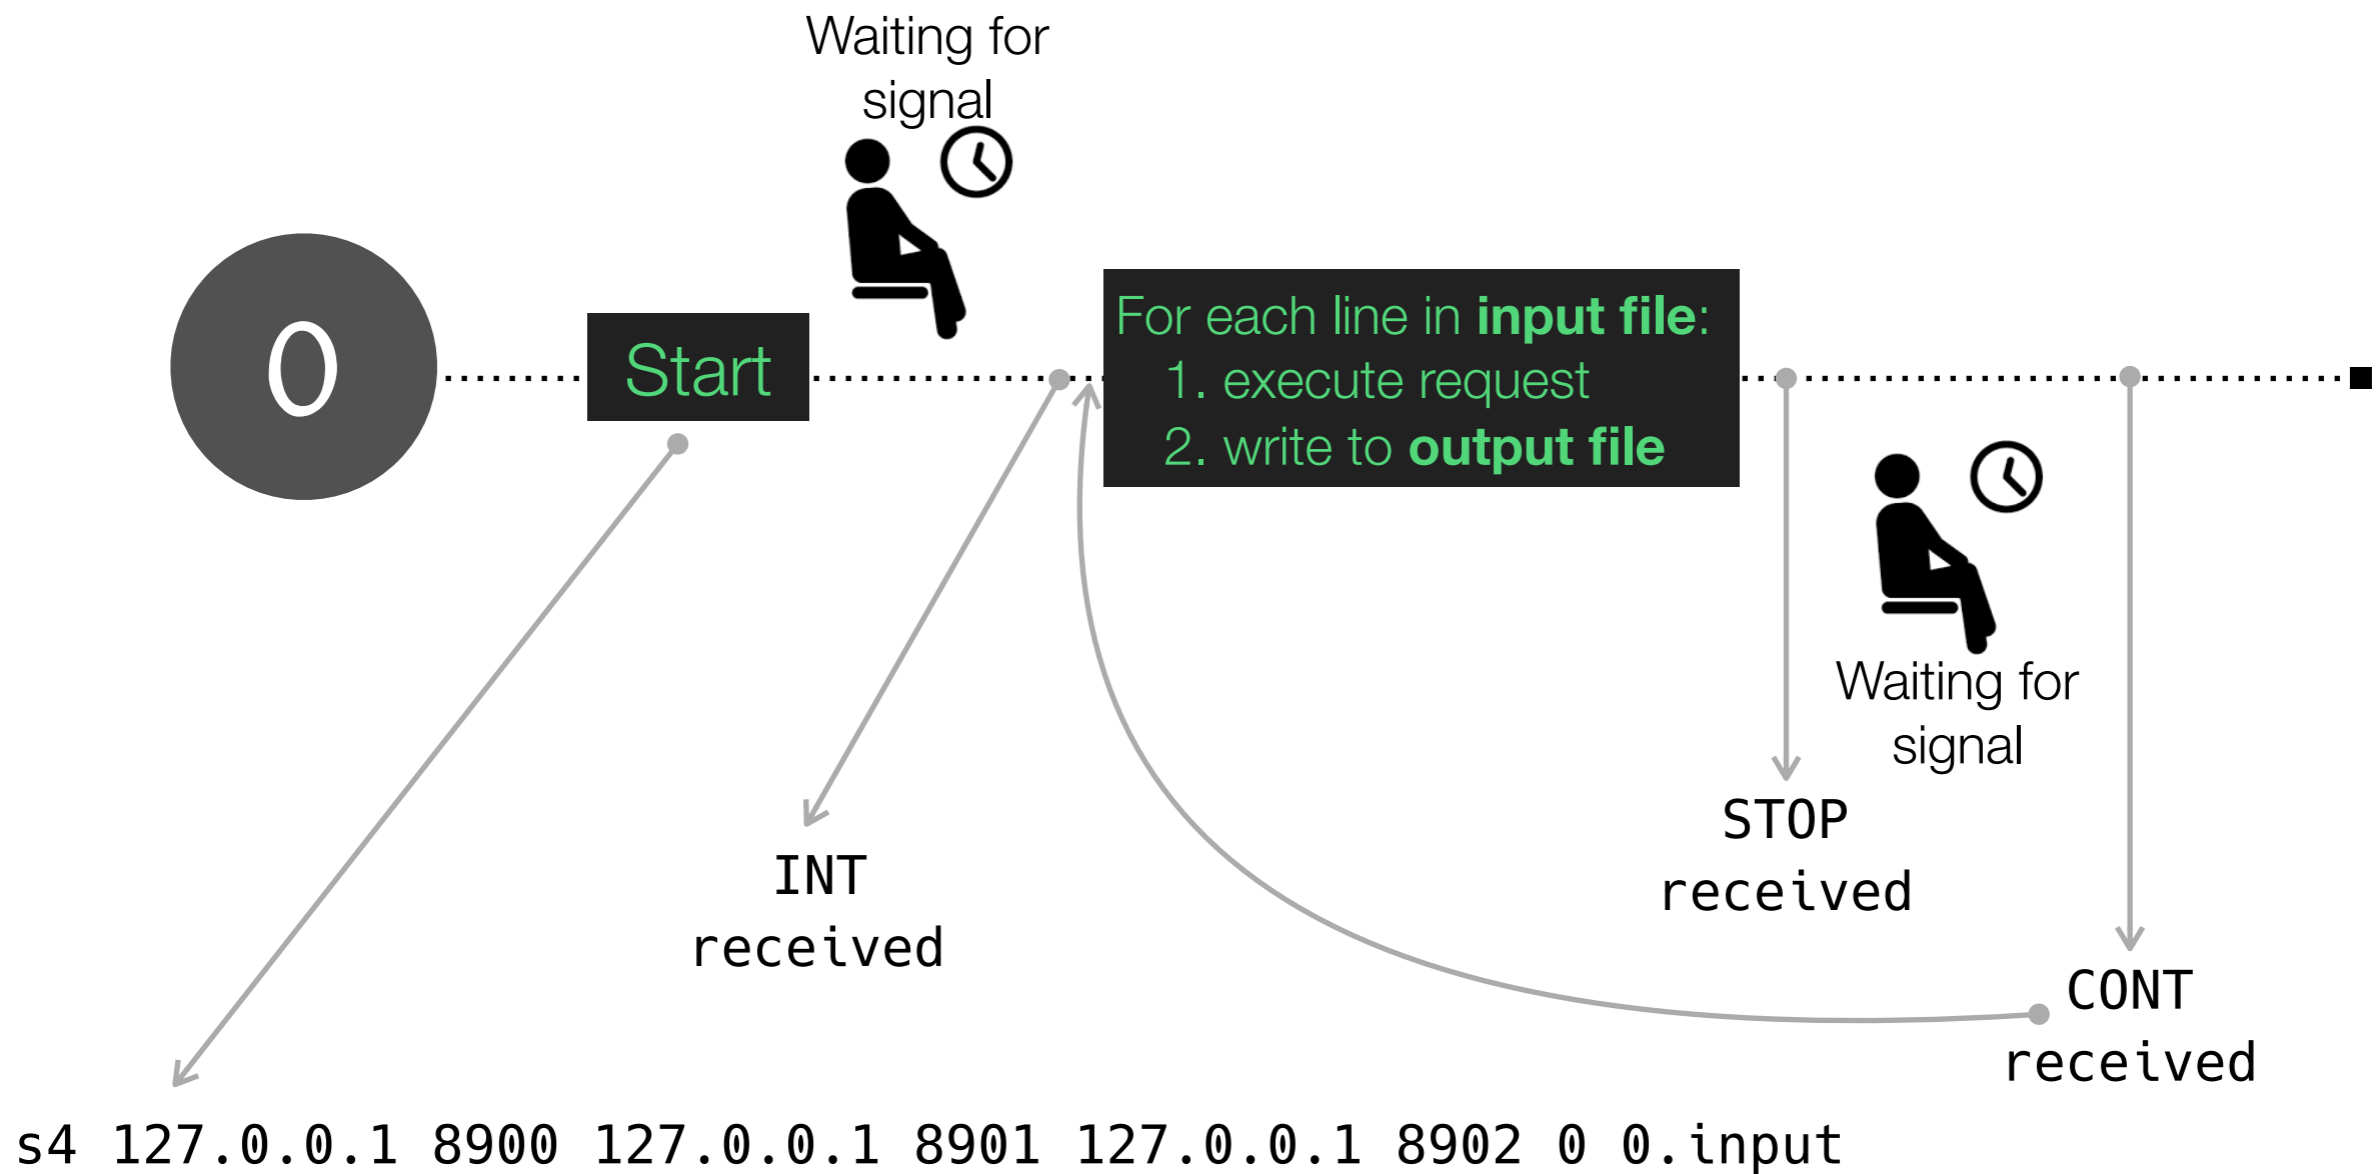 Waiting for
signal
0
Start
For each line in input file:
1. execute request
2. write to output file
Waiting for
signal
STOP
received
INT
received
CONT
received
s4 127.0.0.1 8900 127.0.0.1 8901 127.0.0.1 8902 0 0.input